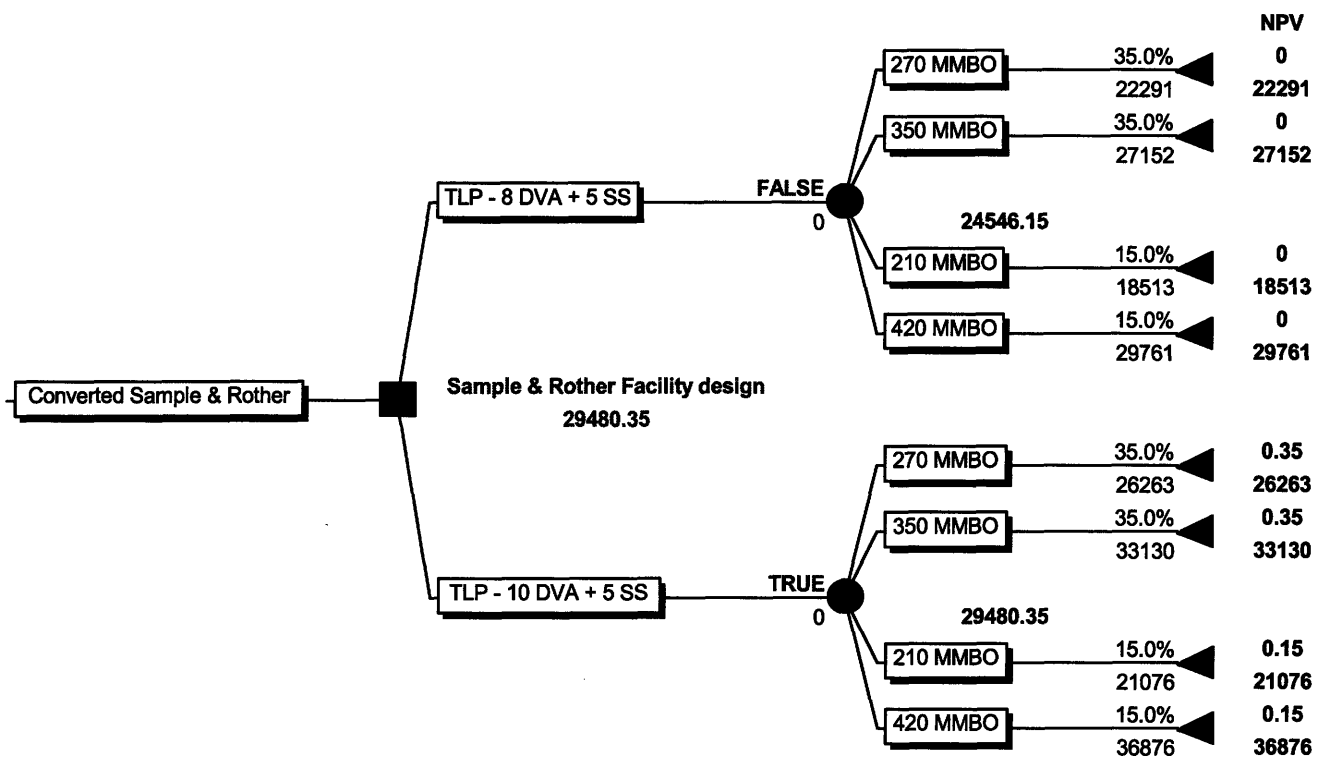 NPV
270 MMBO 35.0% 0
22291 22291
350 MMBO 35.0% 0
27152 27152
TLP - 8 DVA + 5 SS FALSE
0 24546.15
210 MMBO 15.0% 0
18513 18513
420 MMBO 15.0% 0
29761 29761
Converted Sample & Rother Sample & Rother Facility design
29480.35
270 MMBO 35.0% 0.35
26263 26263
350 MMBO 35.0% 0.35
33130 33130
TLP - 10 DVA + 5 SS TRUE
0 29480.35
210 MMBO 15.0% 0.15
21076 21076
420 MMBO 15.0% 0.15
36876 36876